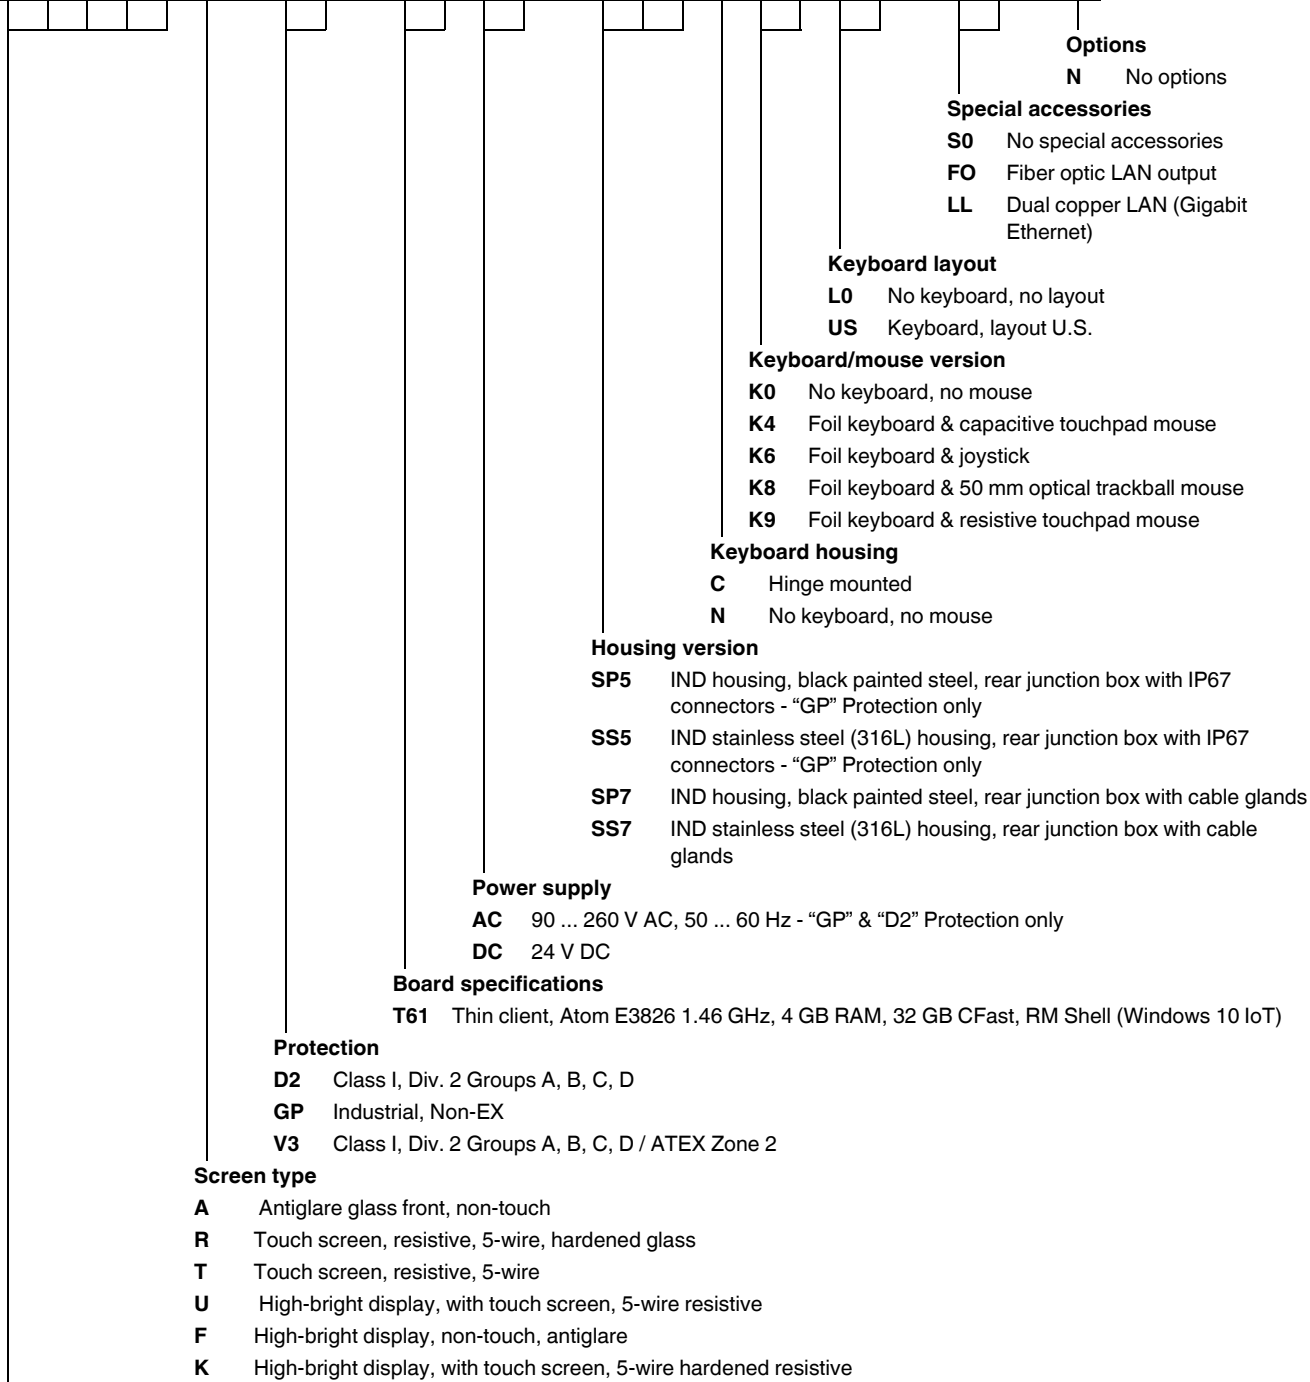 Options
N No options
Special accessories
S0 No special accessories
FO Fiber optic LAN output
LL Dual copper LAN (Gigabit
Ethernet)
Keyboard layout
L0 No keyboard, no layout
US Keyboard, layout U.S.
Keyboard/mouse version
K0 No keyboard, no mouse
K4 Foil keyboard & capacitive touchpad mouse
K6 Foil keyboard & joystick
K8 Foil keyboard & 50 mm optical trackball mouse
K9 Foil keyboard & resistive touchpad mouse
Keyboard housing
C Hinge mounted
N No keyboard, no mouse
Housing version
SP5 IND housing, black painted steel, rear junction box with IP67
connectors - “GP” Protection only
SS5 IND stainless steel (316L) housing, rear junction box with IP67
connectors - “GP” Protection only
SP7 IND housing, black painted steel, rear junction box with cable glands
SS7 IND stainless steel (316L) housing, rear junction box with cable
glands
Power supply
AC 90 ... 260 V AC, 50 ... 60 Hz - “GP” & “D2” Protection only
DC 24 V DC
Board specifications
T61 Thin client, Atom E3826 1.46 GHz, 4 GB RAM, 32 GB CFast, RM Shell (Windows 10 IoT)
Protection
D2 Class I, Div. 2 Groups A, B, C, D
GP Industrial, Non-EX
V3 Class I, Div. 2 Groups A, B, C, D / ATEX Zone 2
Screen type
A Antiglare glass front, non-touch
R Touch screen, resistive, 5-wire, hardened glass
T Touch screen, resistive, 5-wire
U High-bright display, with touch screen, 5-wire resistive
F High-bright display, non-touch, antiglare
K High-bright display, with touch screen, 5-wire hardened resistive